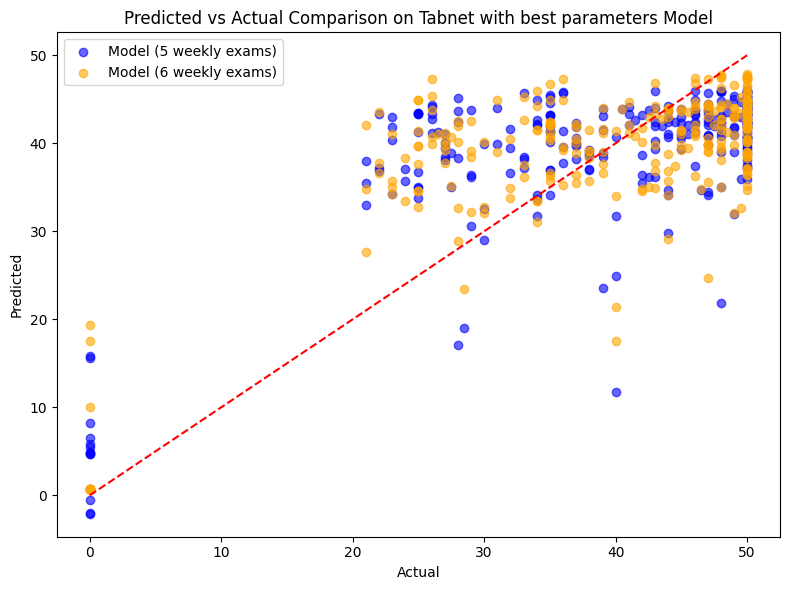 Predicted vs Actual Comparison on Tabnet with best parameters Model
Model (5 weekly exams)
Model (6 weekly exams)
50
40
30
20
10
0
Predicted
0 10 20 30 40 50
Actual